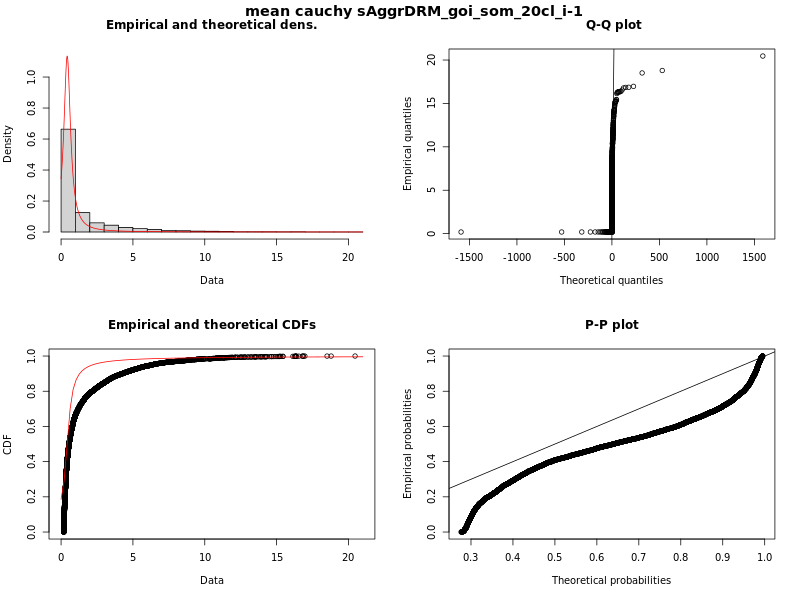 mean cauchy sAggrDRM_goi_som_20cl_i-1
Empirical and theoretical dens.
Density
0.0 0.2 0.4 0.6 0.8 1.0
0 5 10 15 20
Data
Q-Q plot
Empirical quantiles
0 5 10 15 20
-1500 -1000 -500 0 500 1000 1500
Theoretical quantiles
Empirical and theoretical CDFs
CDF
0.0 0.2 0.4 0.6 0.8 1.0
0 5 10 15 20
Data
P-P plot
Empirical probabilities
0.0 0.2 0.4 0.6 0.8 1.0
0.3 0.4 0.5 0.6 0.7 0.8 0.9 1.0
Theoretical probabilities